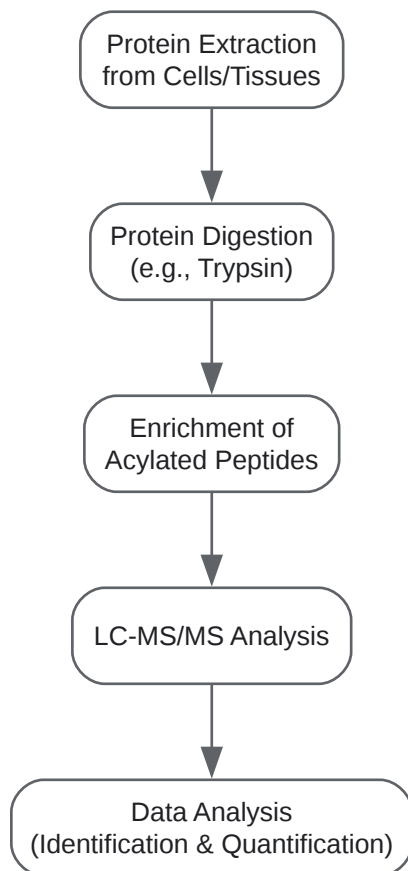 Protein Extraction
from Cells/Tissues
Protein Digestion
(e.g., Trypsin)
Enrichment of
Acylated Peptides
LC-MS/MS Analysis
Data Analysis
(Identification & Quantification)